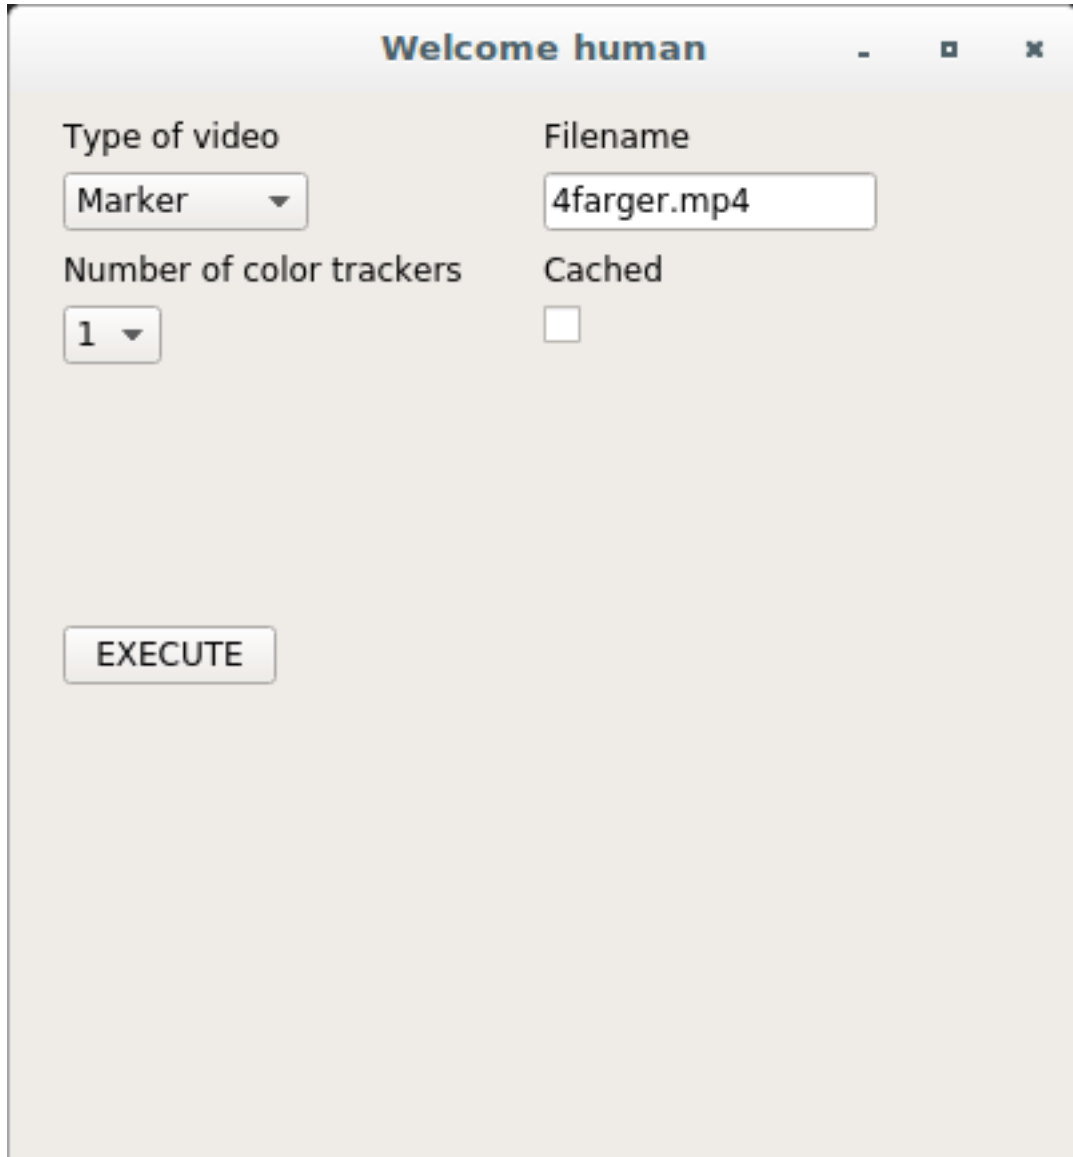 Welcome human
Type of video
Filename
Marker
4farger.mp4
Number of color trackers
Cached
1
EXECUTE